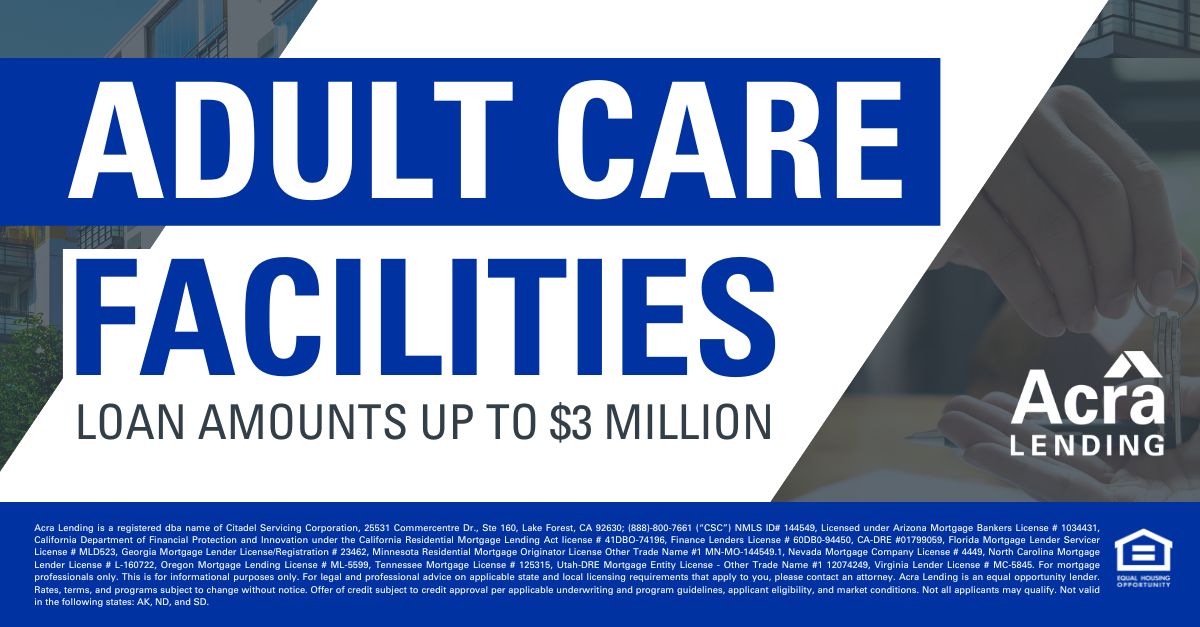 ADULT CARE
FACILITIES
LOAN AMOUNTS UP TO $3 MILLION
Acra
LENDING
Acra Lending is a registered dba name of Citadel Servicing Corporation, 25531 Commercentre Dr., Ste 160, Lake Forest, CA 92630; (888)-800-7661 (“CSC”) NMLS ID# 144549, Licensed under Arizona Mortgage Bankers License # 1034431,
California Department of Financial Protection and Innovation under the California Residential Mortgage Lending Act license # 41DBO-74196, Finance Lenders License # 60DB0-94450, CA-DRE #01799059, Florida Mortgage Lender Servicer
License # MLD523, Georgia Mortgage Lender License/Registration # 23462, Minnesota Residential Mortgage Originator License Other Trade Name #1 MN-MO-144549.1, Nevada Mortgage Company License # 4449, North Carolina Mortgage
Lender License # L-160722, Oregon Mortgage Lending License # ML-5599, Tennessee Mortgage License # 125315, Utah-DRE Mortgage Entity License - Other Trade Name #1 12074249, Virginia Lender License # MC-5845. For mortgage
professionals only. This is for informational purposes only. For legal and professional advice on applicable state and local licensing requirements that apply to you, please contact an attorney. Acra Lending is an equal opportunity lender.
Rates, terms, and programs subject to change without notice. Offer of credit subject to credit approval per applicable underwriting and program guidelines, applicant eligibility, and market conditions. Not all applicants may qualify. Not valid
in the following states: AK, ND, and SD.
EQUAL HOUSING
OPPORTUNITY